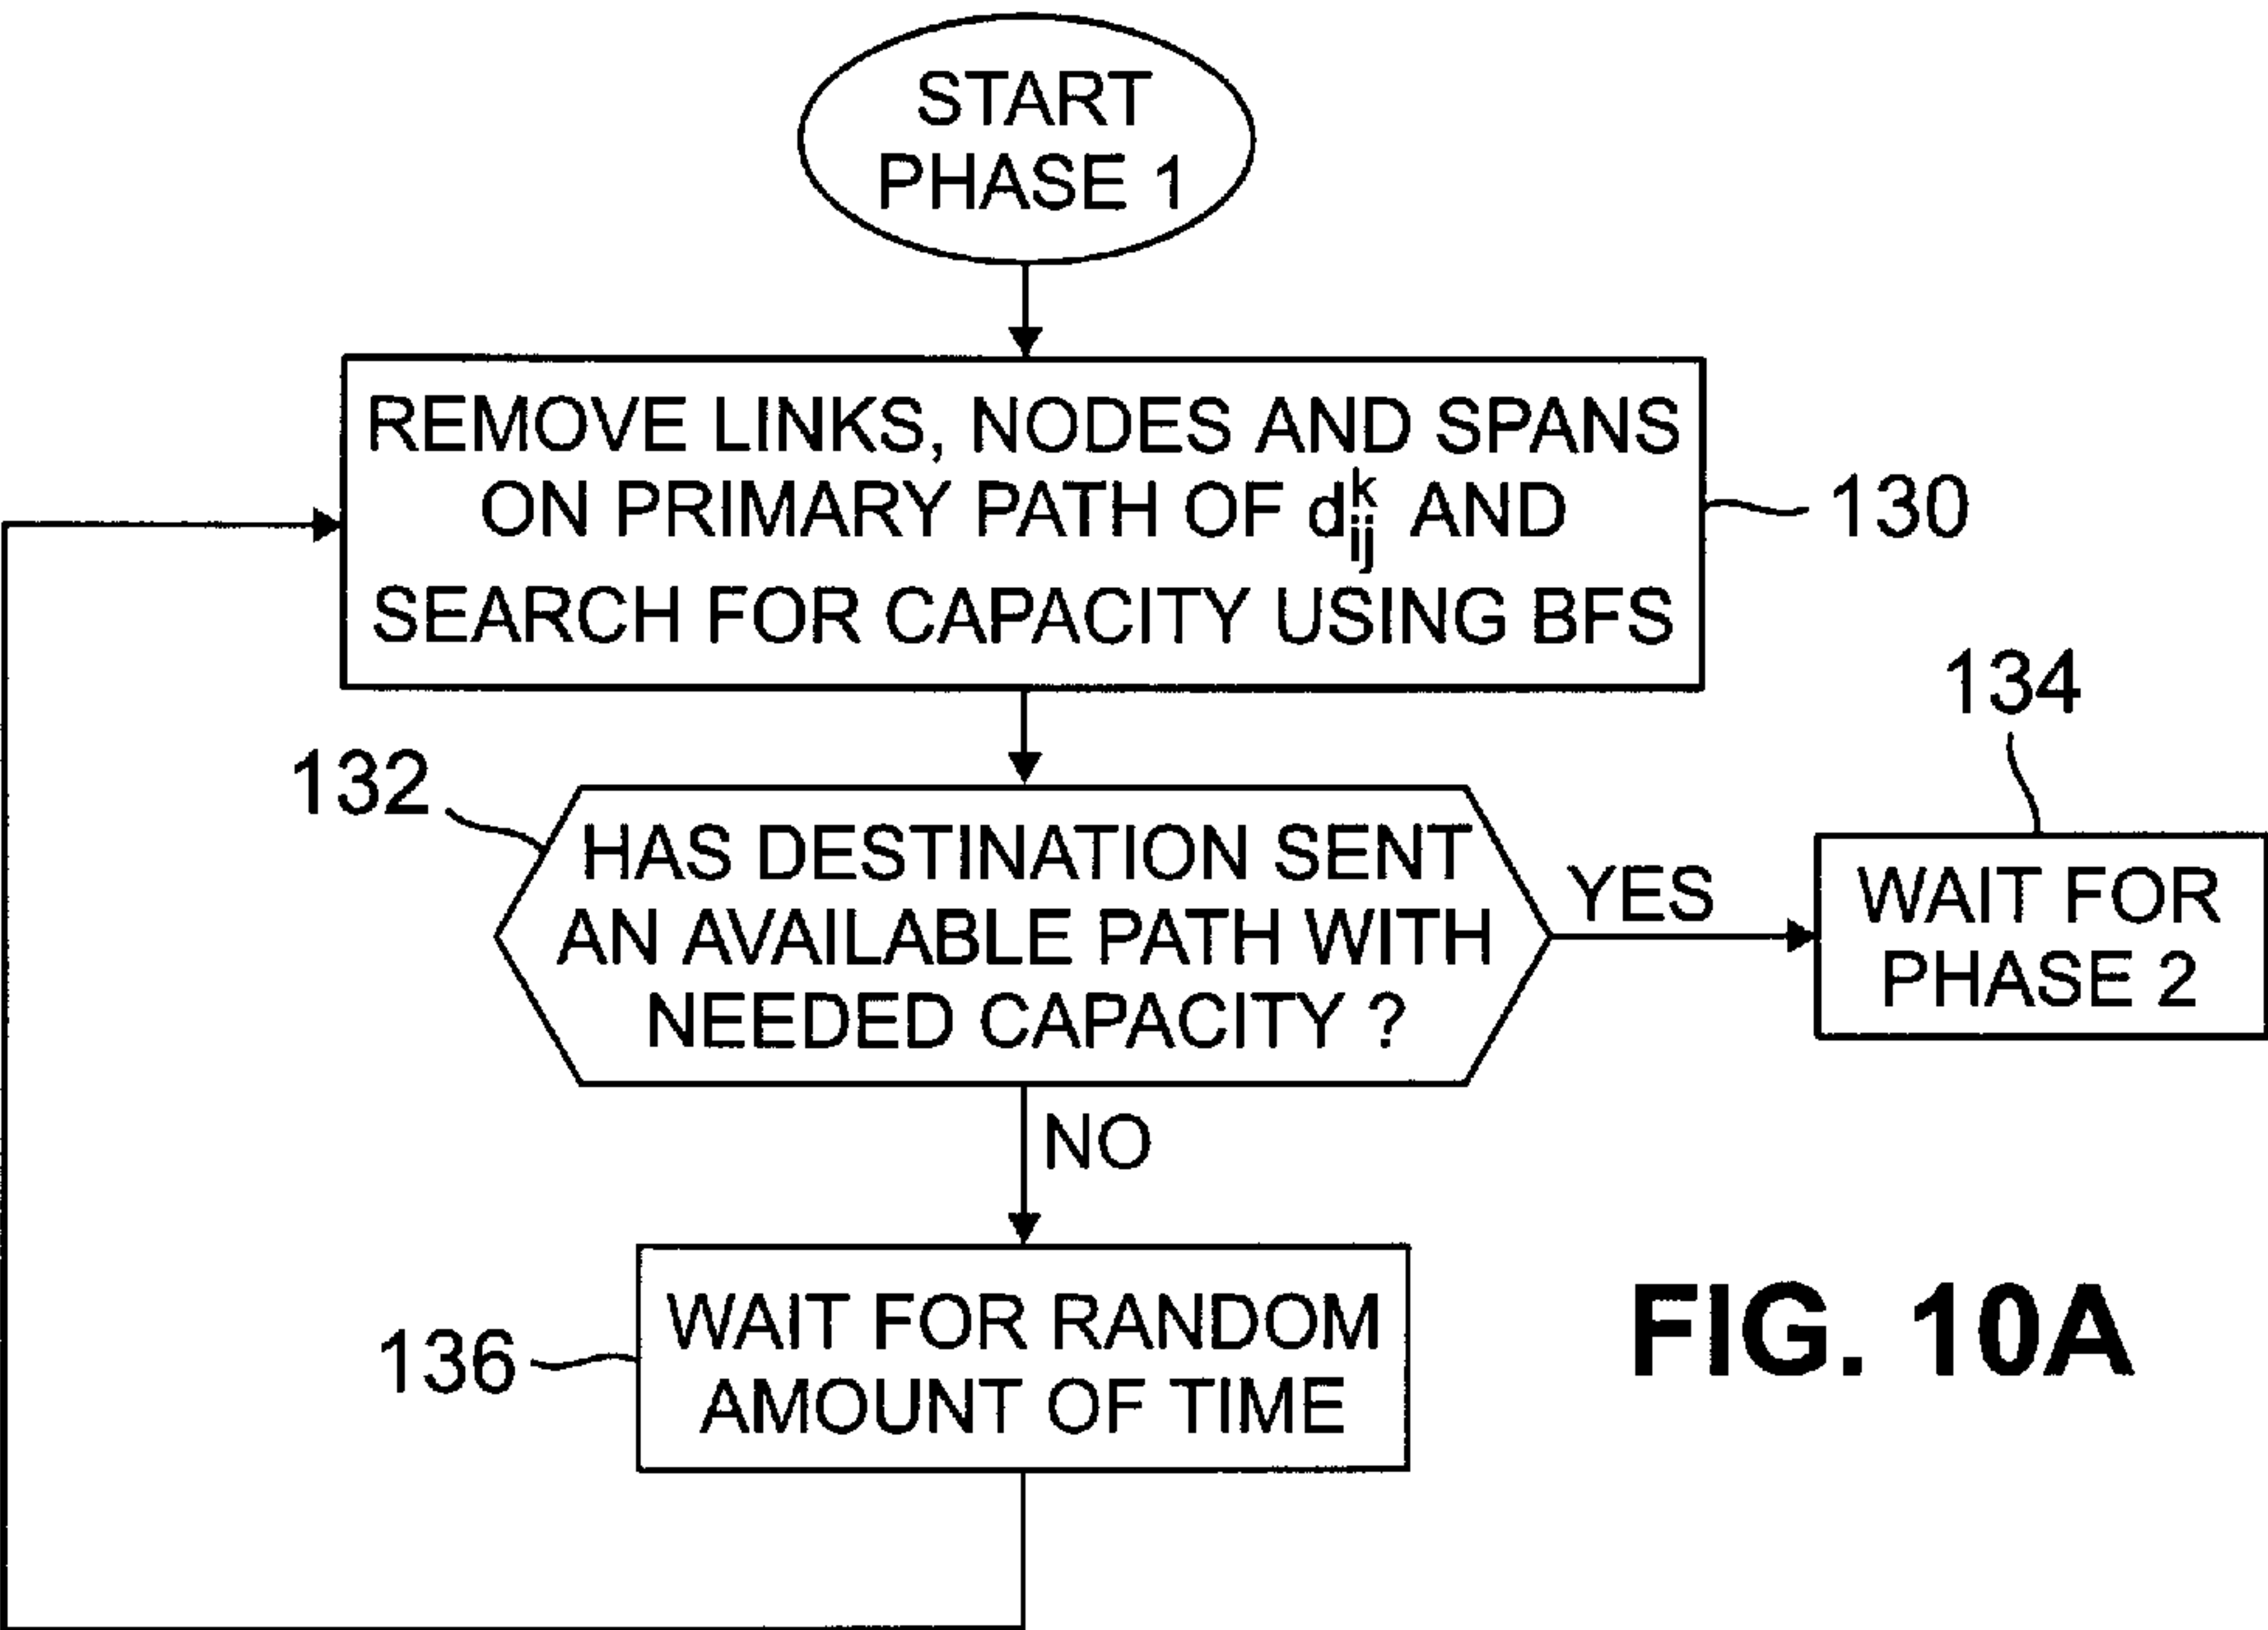 START
PHASE 1
REMOVE LINKS, NODES AND SPANS
ON PRIMARY PATH OF d^k_ij AND
SEARCH FOR CAPACITY USING BFS
130
132
HAS DESTINATION SENT
AN AVAILABLE PATH WITH
NEEDED CAPACITY ?
YES
134
WAIT FOR
PHASE 2
NO
136
WAIT FOR RANDOM
AMOUNT OF TIME
FIG. 10A